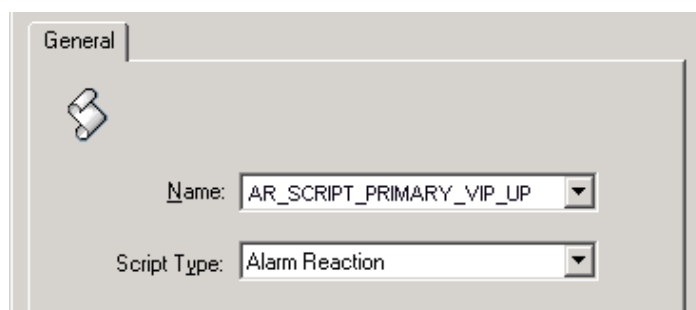 General
Name: AR_SCRIPT_PRIMARY_VIP_UP
Script Type: Alarm Reaction